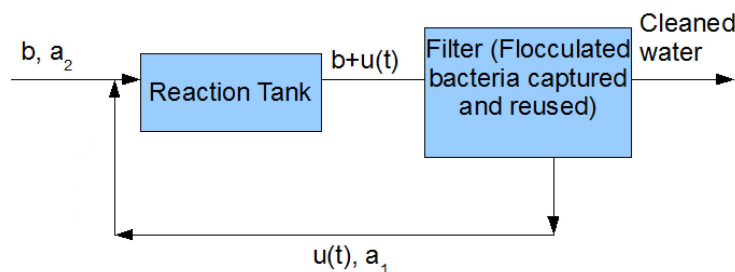 b, a₂
Reaction Tank
b+u(t)
Filter (Flocculated
bacteria captured
and reused)
Cleaned
water
u(t), a₁